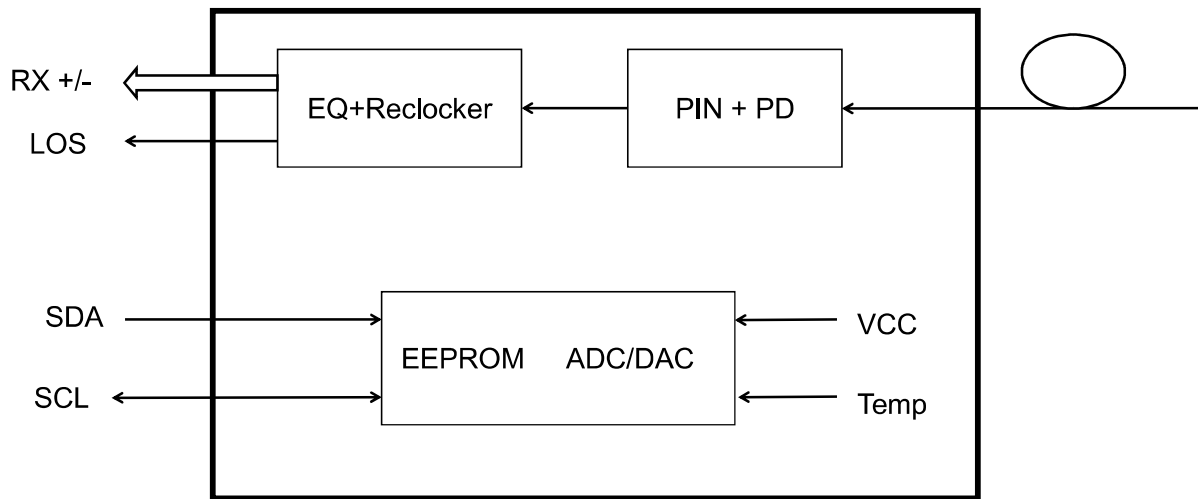 RX +/-
EQ+Reclocker
PIN + PD
LOS
SDA
VCC
EEPROM ADC/DAC
SCL
Temp